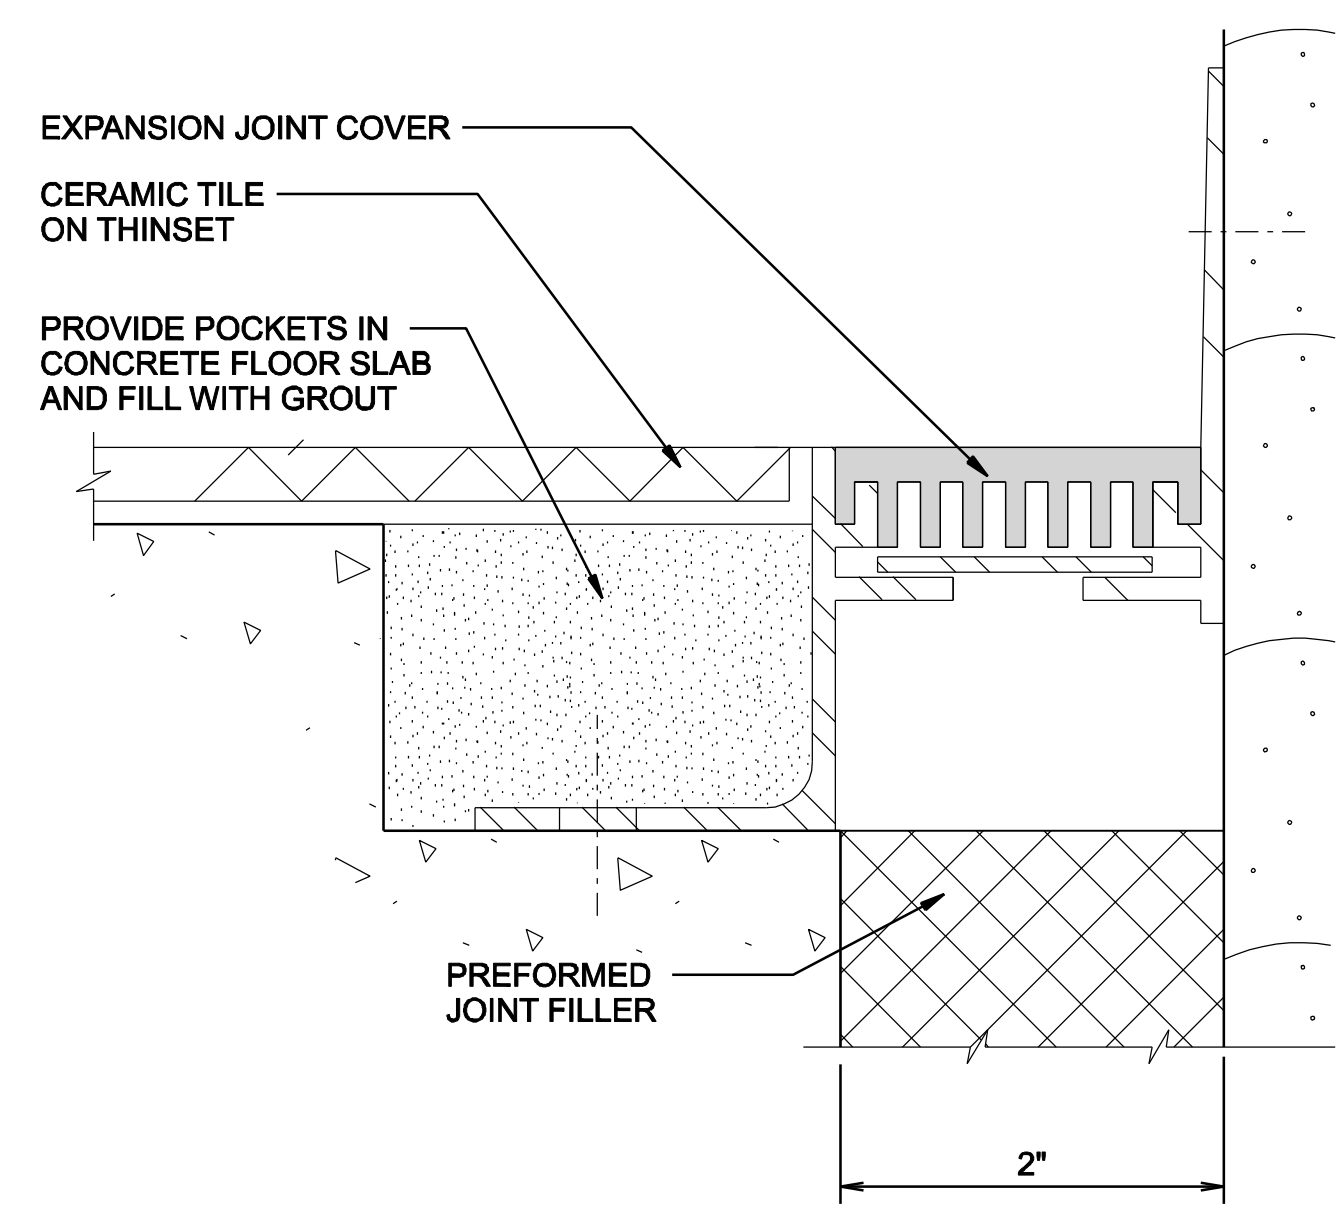 EXPANSION JOINT COVER
CERAMIC TILE
ON THINSET
PROVIDE POCKETS IN
CONCRETE FLOOR SLAB
AND FILL WITH GROUT
PREFORMED
JOINT FILLER
2"